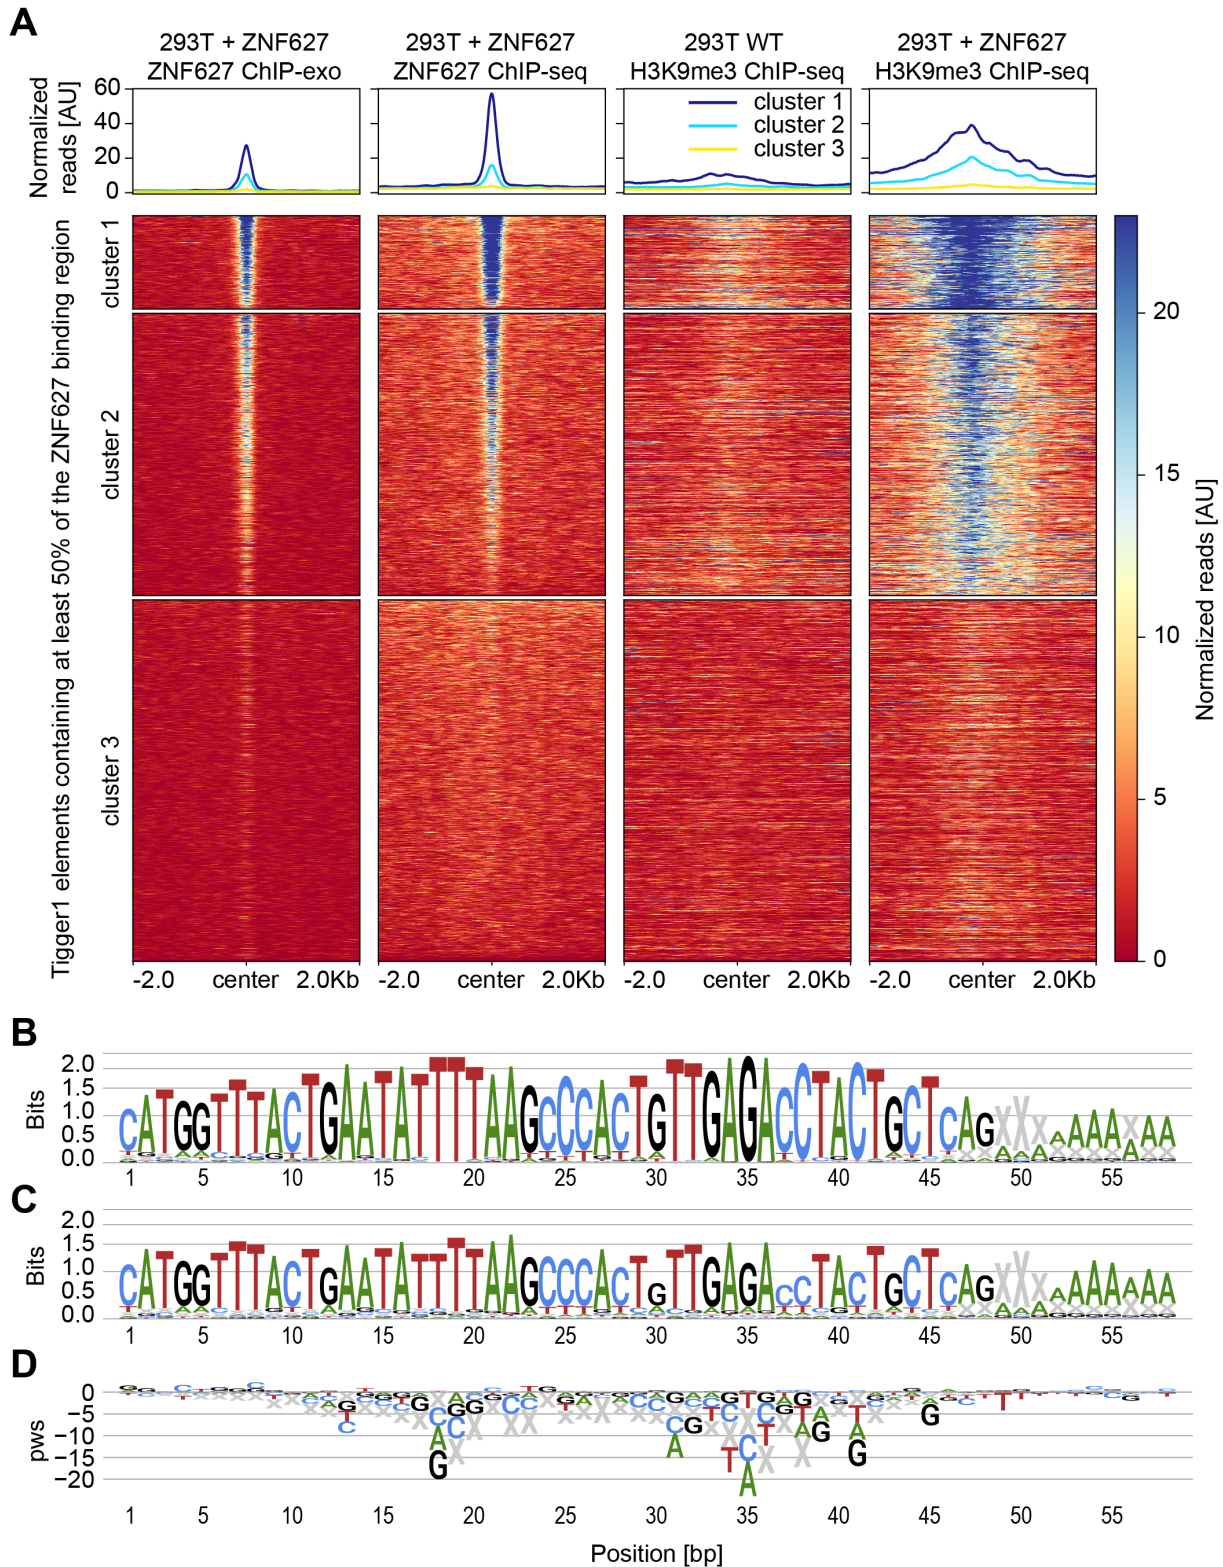 A
293T + ZNF627
ZNF627 ChIP-exo
293T + ZNF627
ZNF627 ChIP-seq
293T WT
H3K9me3 ChIP-seq
293T + ZNF627
H3K9me3 ChIP-seq
Normalized
reads [AU]
60
40
20
0
cluster 1
cluster 2
cluster 3
Tigger1 elements containing at least 50% of the ZNF627 binding region
cluster 1
cluster 2
cluster 3
20
15
10
5
0
Normalized reads [AU]
-2.0 center 2.0Kb
-2.0 center 2.0Kb
-2.0 center 2.0Kb
-2.0 center 2.0Kb
B
Bits
2.0
1.5
1.0
0.5
0.0
CATGGTTTACTGAATATTTTAAGCCCACTGTTGAGACCTACTGCTCAGXXXAAAAXAA
1 5 10 15 20 25 30 35 40 45 50 55
C
Bits
2.0
1.5
1.0
0.5
0.0
CATGGTTTACTGAATATTTTAAGCCCACTGTTGAGACCTACTGCTCAGXXXAAAAAAA
1 5 10 15 20 25 30 35 40 45 50 55
D
pws
0
−5
−10
−15
−20
1 5 10 15 20 25 30 35 40 45 50 55
Position [bp]